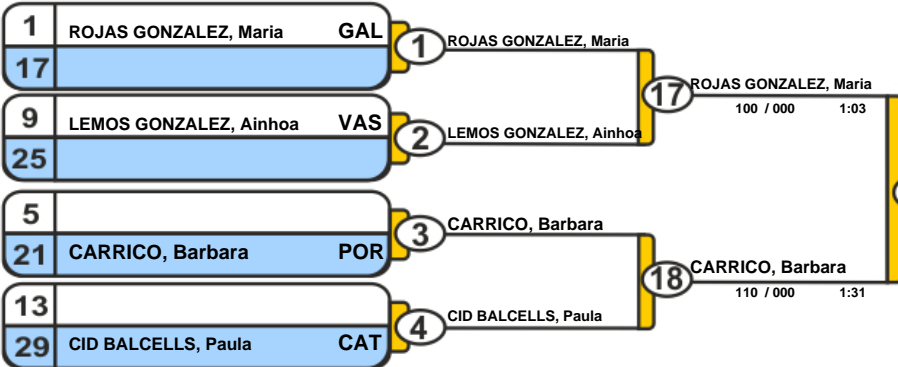 1 ROJAS GONZALEZ, Maria GAL
17
1 ROJAS GONZALEZ, Maria
9 LEMOS GONZALEZ, Ainhoa VAS
25
2 LEMOS GONZALEZ, Ainhoa
17 ROJAS GONZALEZ, Maria
100 / 000 1:03
5
21 CARRICO, Barbara POR
3 CARRICO, Barbara
13
29 CID BALCELLS, Paula CAT
4 CID BALCELLS, Paula
18 CARRICO, Barbara
110 / 000 1:31